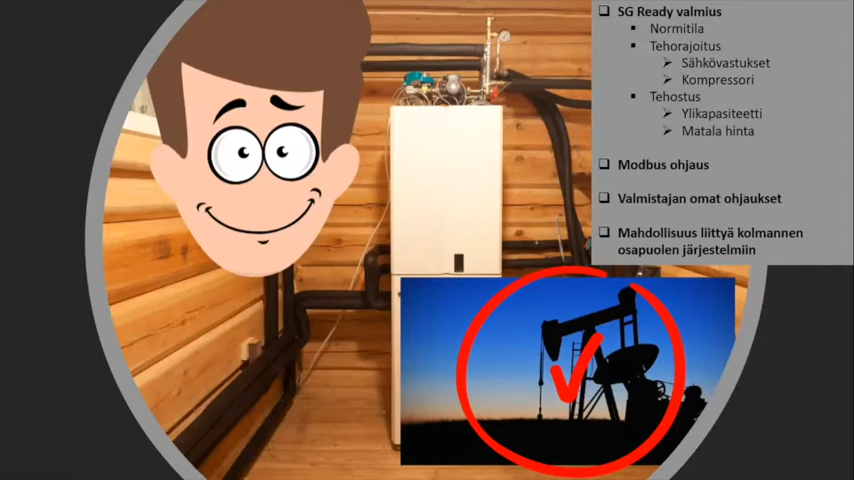 SG Ready valmius
Normitila
Tehorajoitus
Sähkövastukset
Kompressori
Tehostus
Ylikapasiteetti
Matala hinta
Modbus ohjaus
Valmistajan omat ohjaukset
Mahdollisuus liittyä kolmannen
osapuolen järjestelmiin